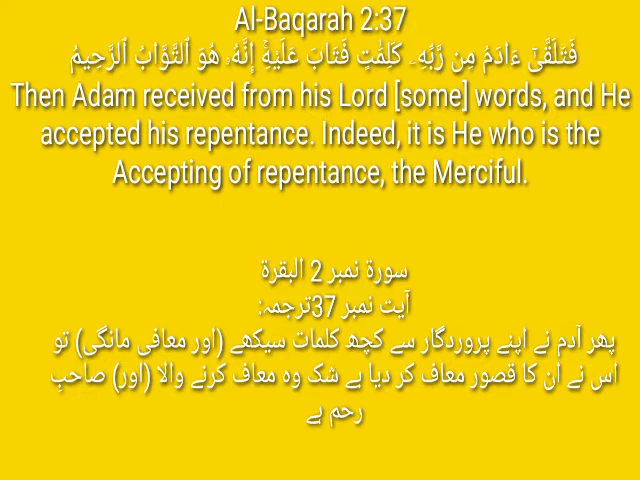 Al-Baqarah 2:37
فَتَلَقَّىٰٓ ءَادَمُ مِن رَّبِّهِۦ كَلِمَٰتٍ فَتَابَ عَلَيْهِۚ إِنَّهُۥ هُوَ ٱلتَّوَّابُ ٱلرَّحِيمُ
Then Adam received from his Lord [some] words, and He
accepted his repentance. Indeed, it is He who is the
Accepting of repentance, the Merciful.
سورة نمبر 2 البقرة
آیت نمبر 37ترجمہ:
پھر آدم نے اپنے پروردگار سے کچھ کلمات سیکھے (اور معافی مانگی) تو
اس نے ان کا قصور معاف کر دیا بے شک وہ معاف کرنے والا (اور) صاحبِ
رحم ہے